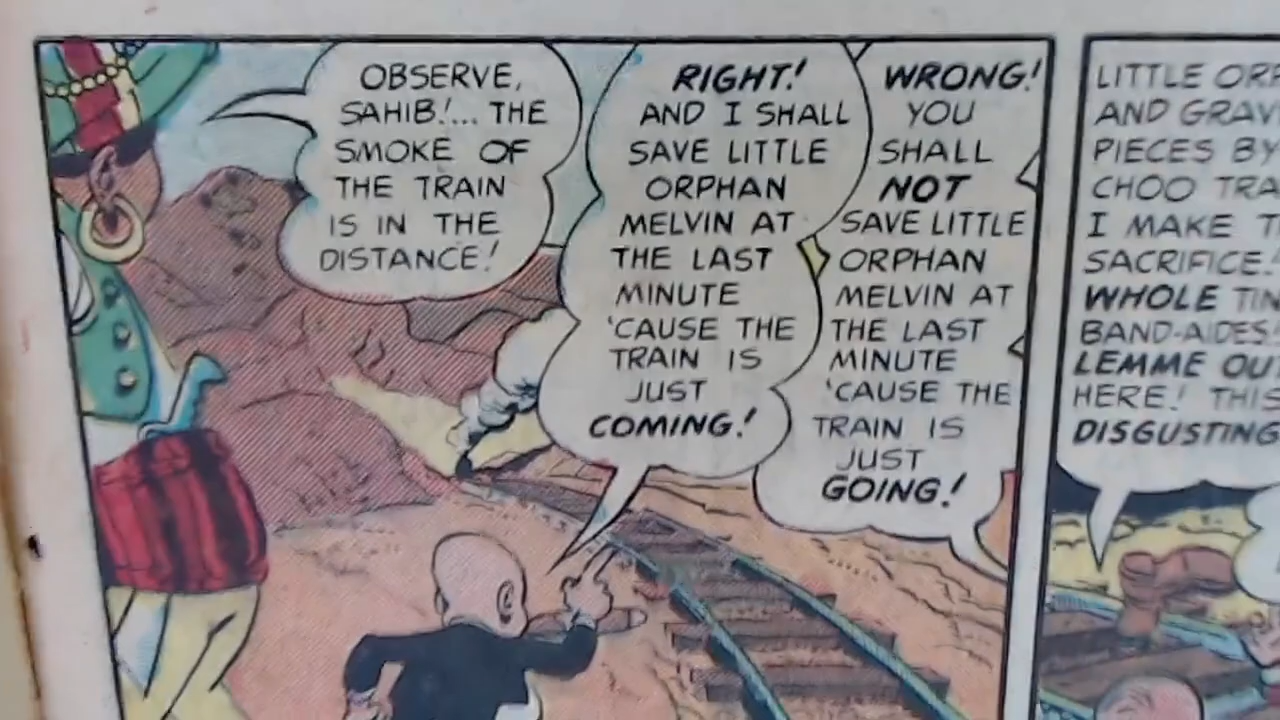 OBSERVE,
SAHIB!... THE
SMOKE OF
THE TRAIN
IS IN THE
DISTANCE!
RIGHT!
AND I SHALL
SAVE LITTLE
ORPHAN
MELVIN AT
THE LAST
MINUTE
'CAUSE THE
TRAIN IS
JUST
COMING!
WRONG!
YOU
SHALL
NOT
SAVE LITTLE
ORPHAN
MELVIN AT
THE LAST
MINUTE
'CAUSE THE
TRAIN IS
JUST
GOING!
LITTLE
AND
PIECES BY
CHOO
I MAKE
SACRIFICE!
WHOLE
BAND-AIDES
LEMME
HERE! THIS
DISGUSTING